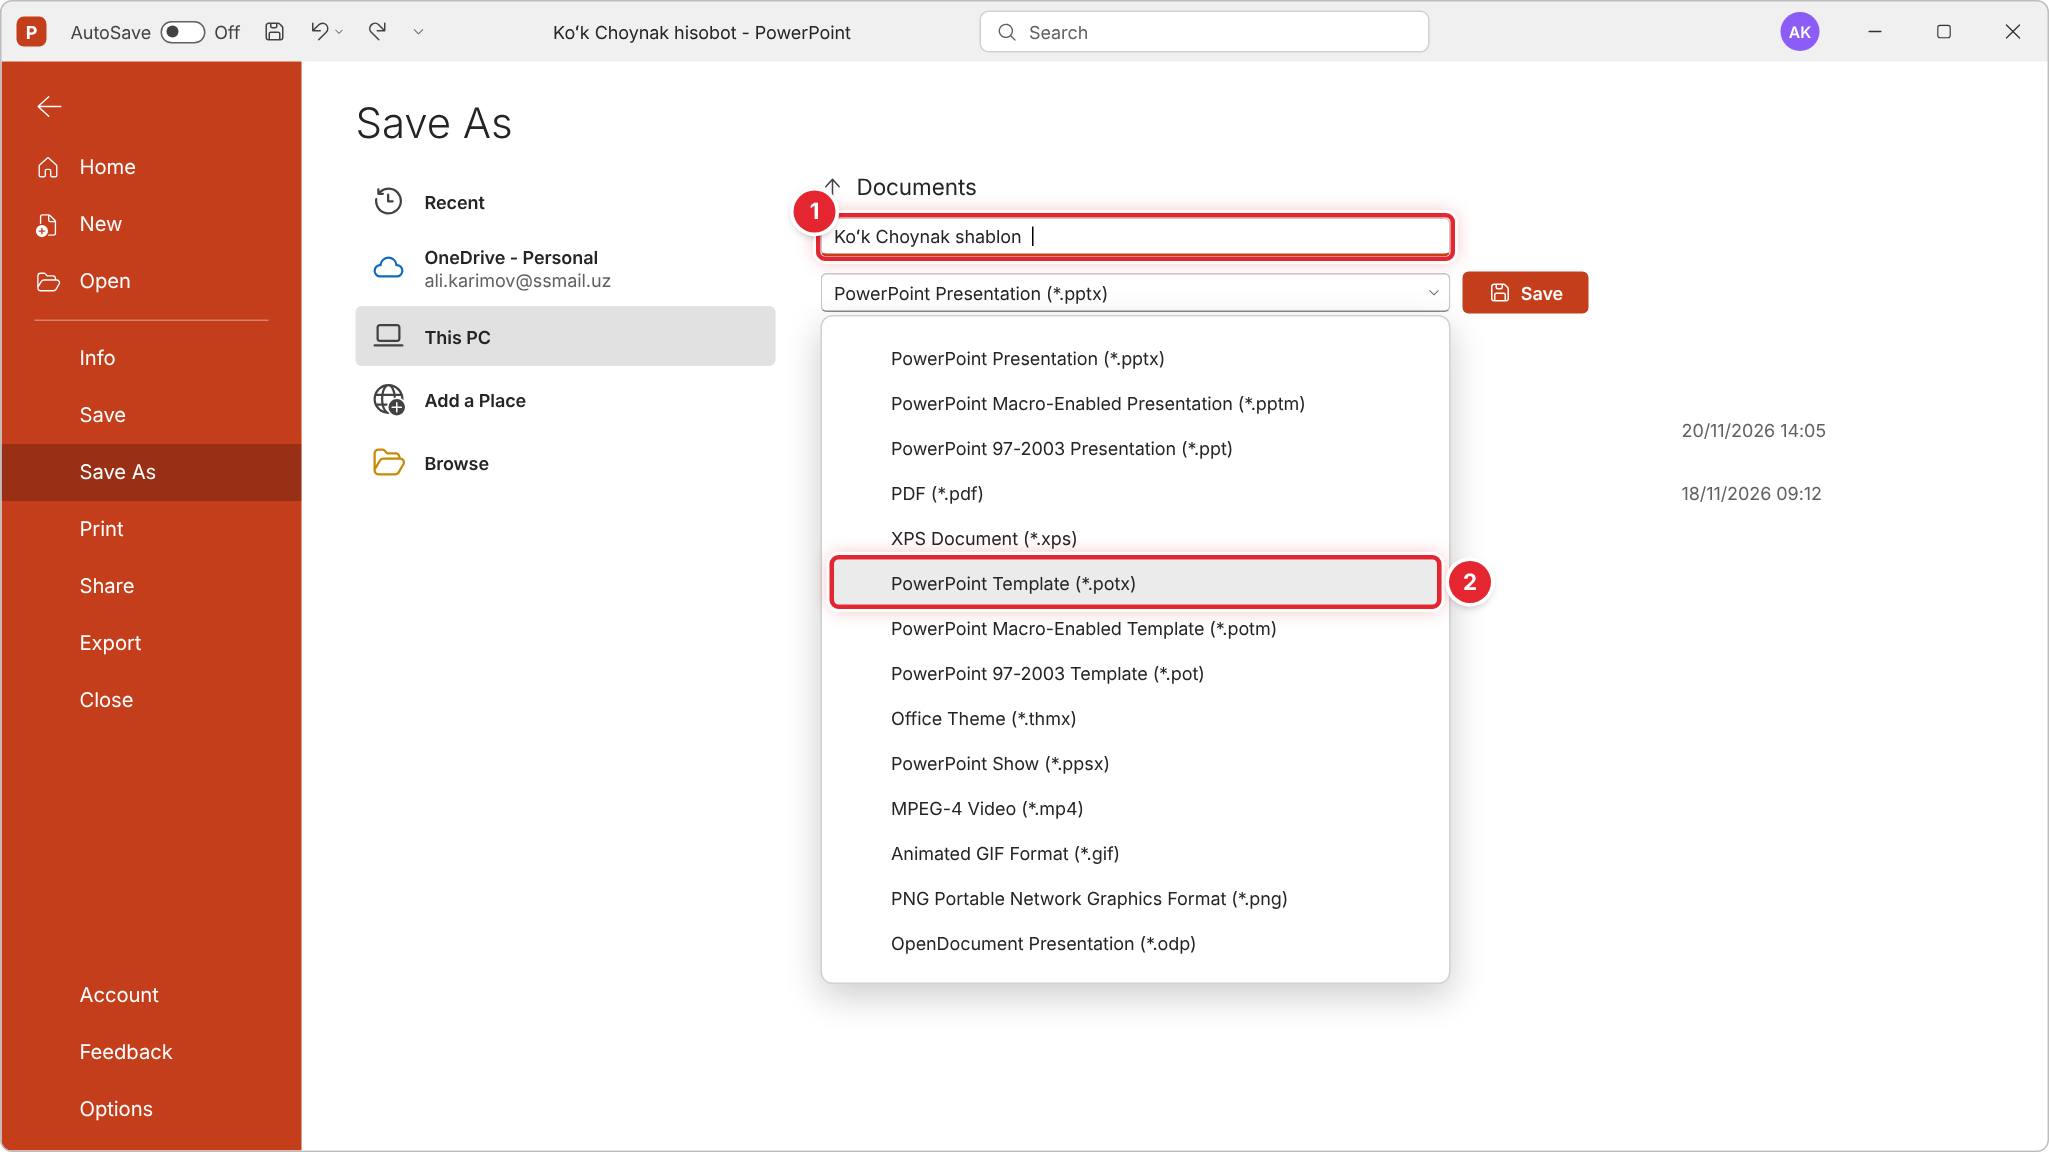 P AutoSave Off Koʻk Choynak hisobot - PowerPoint Search AK
Home
New
Open
Info
Save
Save As
Print
Share
Export
Close
Account
Feedback
Options
Save As
Recent
OneDrive - Personal
ali.karimov@ssmail.uz
This PC
Add a Place
Browse
Documents
1
Koʻk Choynak shablon
PowerPoint Presentation (*.pptx)
Save
PowerPoint Presentation (*.pptx)
PowerPoint Macro-Enabled Presentation (*.pptm)
PowerPoint 97-2003 Presentation (*.ppt)
PDF (*.pdf)
XPS Document (*.xps)
PowerPoint Template (*.potx)
2
PowerPoint Macro-Enabled Template (*.potm)
PowerPoint 97-2003 Template (*.pot)
Office Theme (*.thmx)
PowerPoint Show (*.ppsx)
MPEG-4 Video (*.mp4)
Animated GIF Format (*.gif)
PNG Portable Network Graphics Format (*.png)
OpenDocument Presentation (*.odp)
20/11/2026 14:05
18/11/2026 09:12